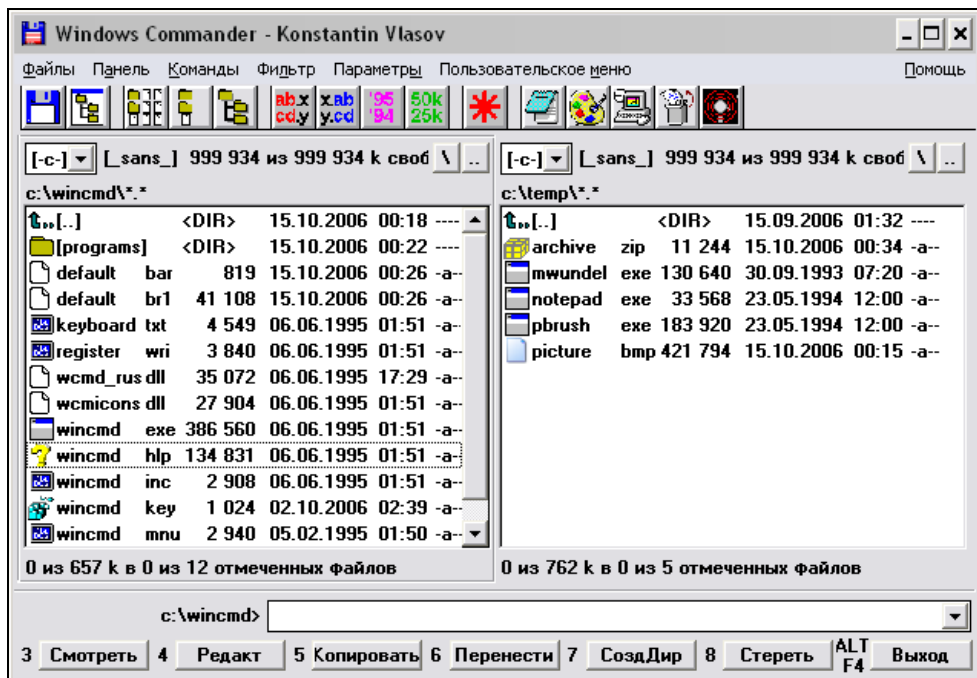 Windows Commander - Konstantin Vlasov
Файлы Панель Команды Фильтр Параметры Пользовательское меню Помощь
ab.x cd.y x.ab y.cd '95 '94 50k 25k
[-c-] [_sans_] 999 934 из 999 934 k своб \ ..
c:\wincmd\*.*
[..] <DIR> 15.10.2006 00:18 ----
[programs] <DIR> 15.10.2006 00:22 ----
default bar 819 15.10.2006 00:26 -a--
default br1 41 108 15.10.2006 00:26 -a--
keyboard txt 4 549 06.06.1995 01:51 -a--
register wri 3 840 06.06.1995 01:51 -a--
wcmd_rus dll 35 072 06.06.1995 17:29 -a--
wcmicons dll 27 904 06.06.1995 01:51 -a--
wincmd exe 386 560 06.06.1995 01:51 -a--
wincmd hlp 134 831 06.06.1995 01:51 -a--
wincmd inc 2 908 06.06.1995 01:51 -a--
wincmd key 1 024 02.10.2006 02:39 -a--
wincmd mnu 2 940 05.02.1995 01:50 -a--
0 из 657 k в 0 из 12 отмеченных файлов
[-c-] [_sans_] 999 934 из 999 934 k своб \ ..
c:\temp\*.*
[..] <DIR> 15.09.2006 01:32 ----
archive zip 11 244 15.10.2006 00:34 -a--
mwundel exe 130 640 30.09.1993 07:20 -a--
notepad exe 33 568 23.05.1994 12:00 -a--
pbrush exe 183 920 23.05.1994 12:00 -a--
picture bmp 421 794 15.10.2006 00:15 -a--
0 из 762 k в 0 из 5 отмеченных файлов
c:\wincmd>
3 Смотреть 4 Редакт 5 Копировать 6 Перенести 7 СоздДир 8 Стереть ALT F4 Выход